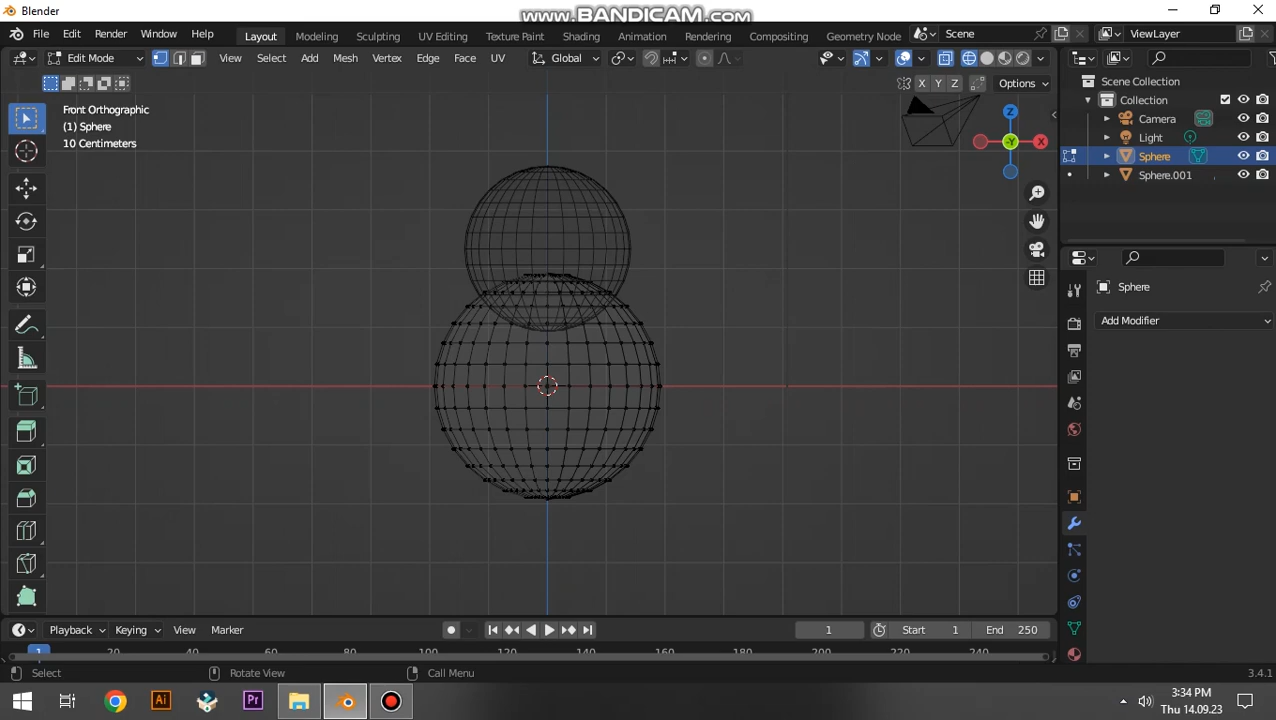 Blender
www.BANDICAM.com
File Edit Render Window Help Layout Modeling Sculpting UV Editing Texture Paint Shading Animation Rendering Compositing Geometry Node Scene ViewLayer
Edit Mode View Select Add Mesh Vertex Edge Face UV Global
X Y Z Options
Front Orthographic
(1) Sphere
10 Centimeters
Z
X
-Y
Scene Collection
Collection
Camera
Light
Sphere
Sphere.001
Sphere
Add Modifier
Playback Keying View Marker 1 Start 1 End 250
1 20 40 60 80 100 120 140 160 180 200 220 240
Select Rotate View Call Menu 3.4.1
Ai Pr
3:34 PM
Thu 14.09.23